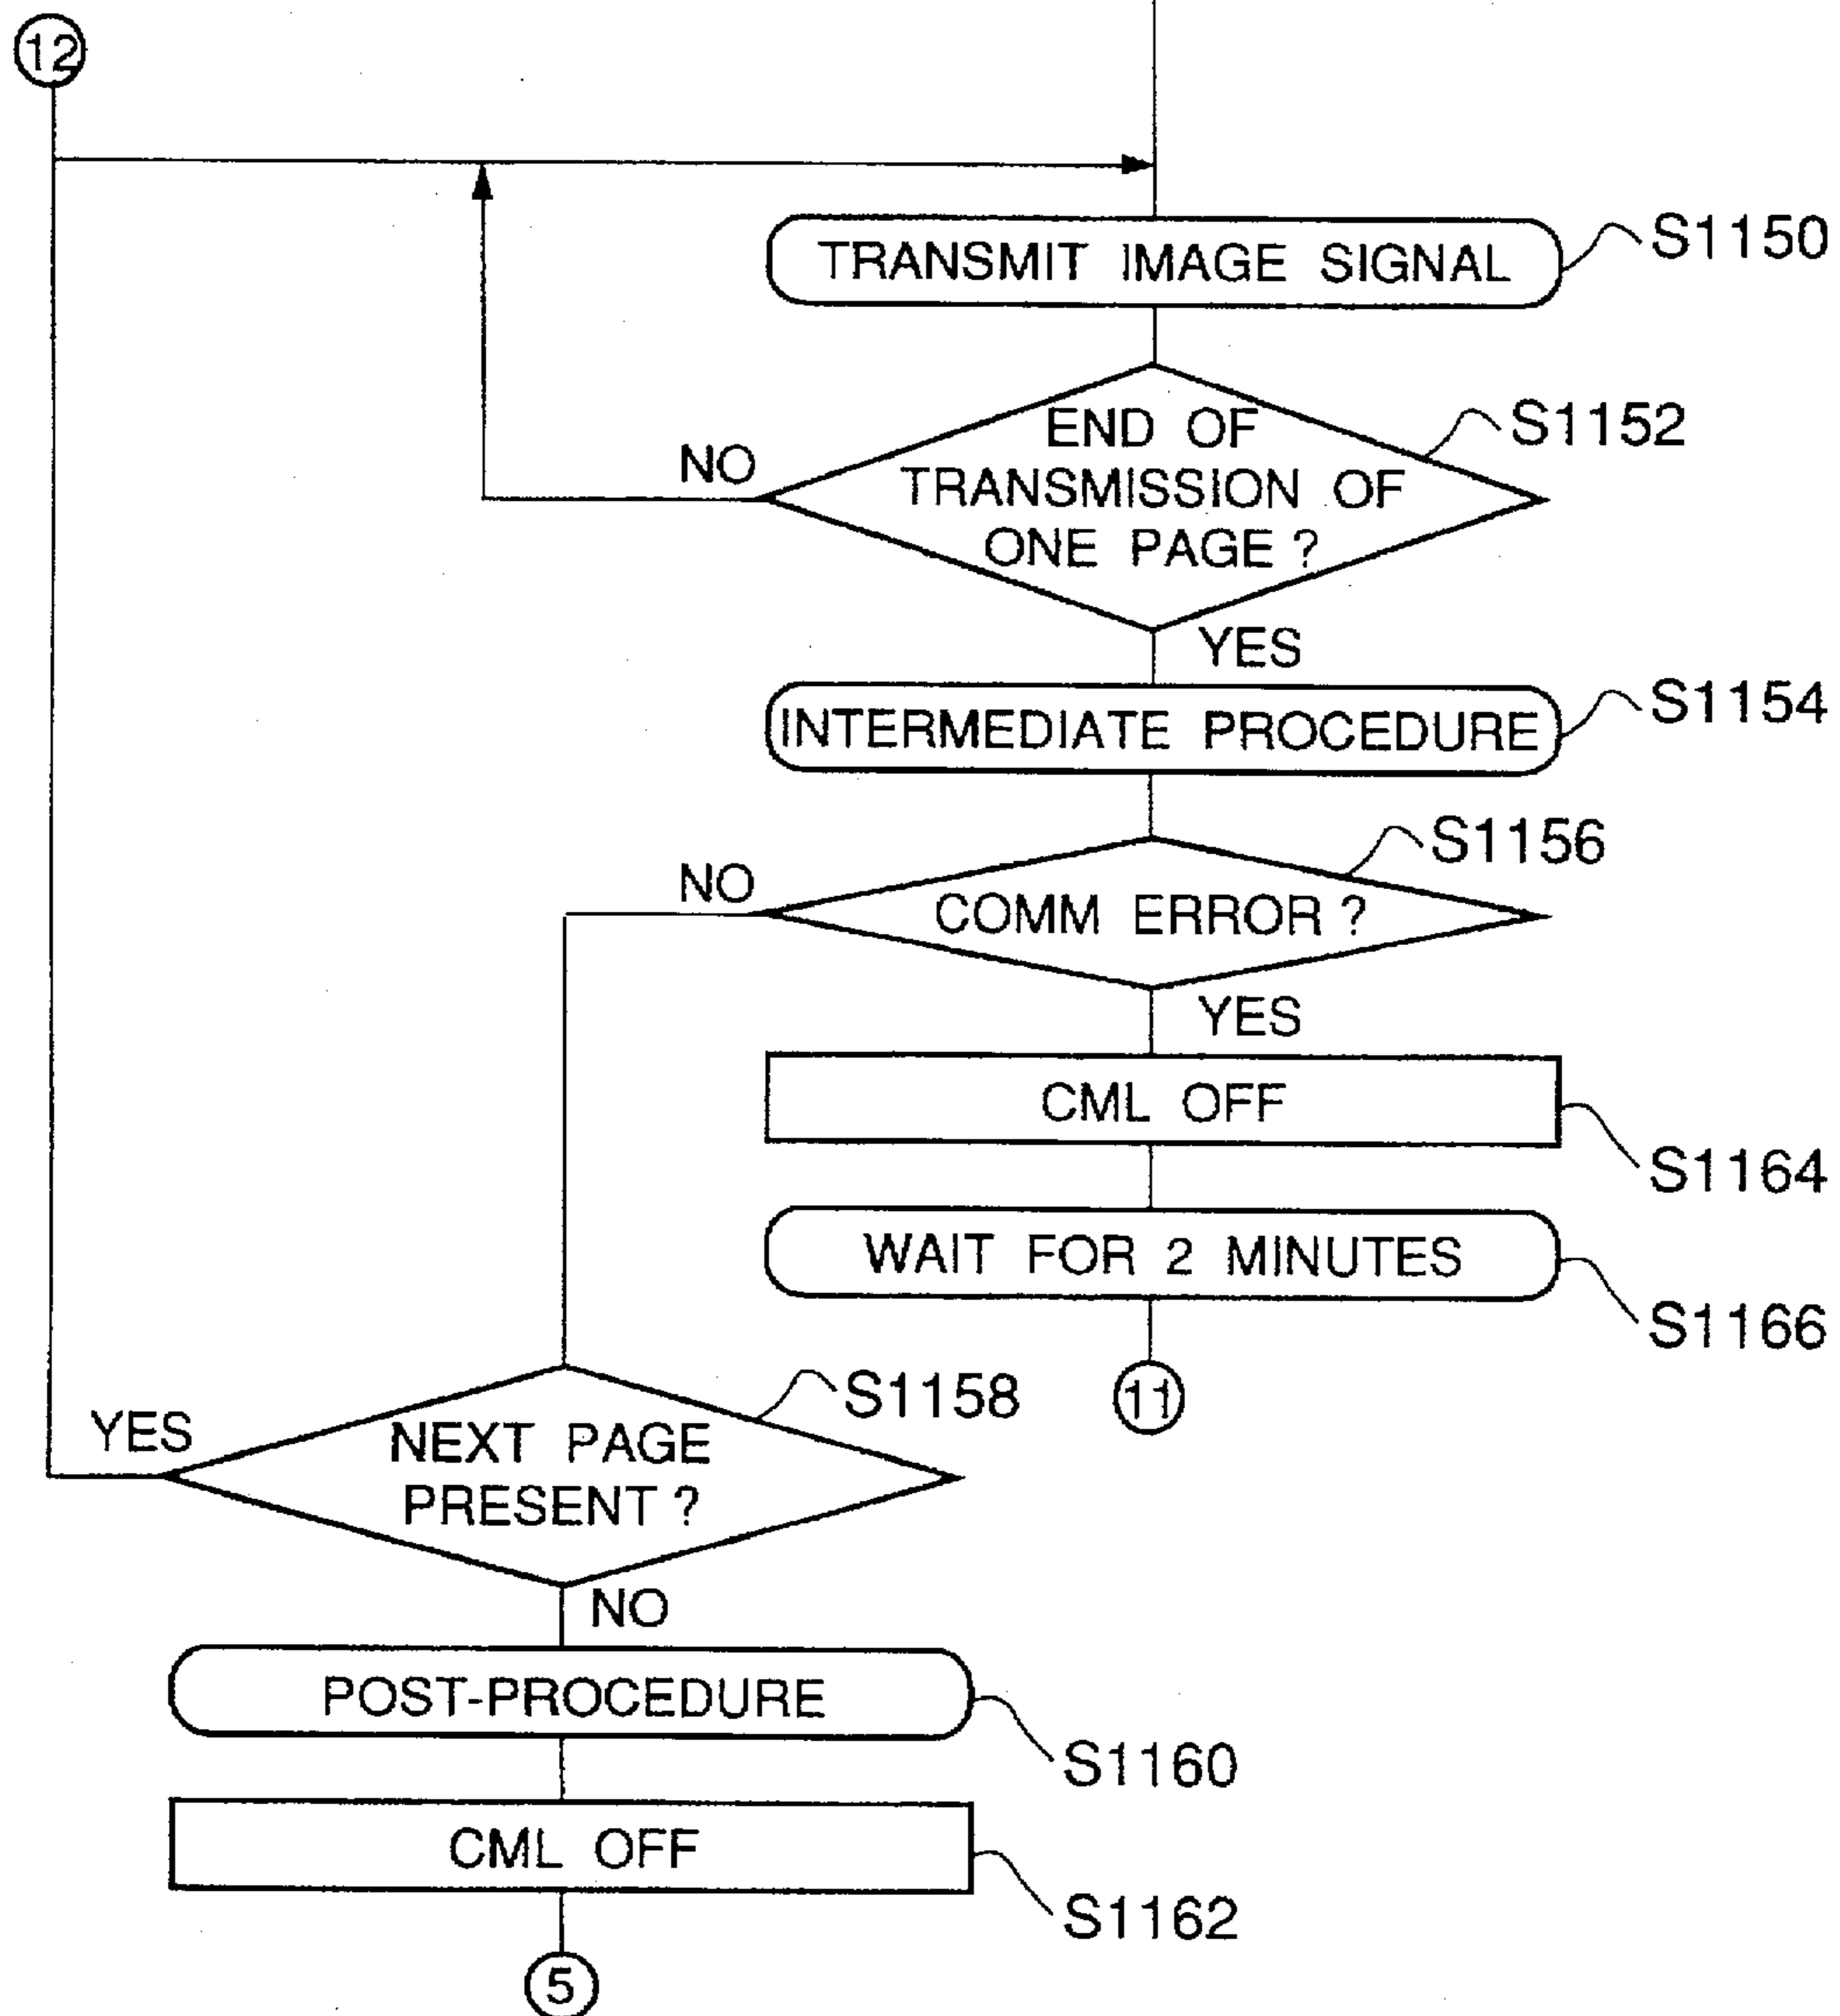 12
TRANSMIT IMAGE SIGNAL
S1150
END OF
TRANSMISSION OF
ONE PAGE ?
S1152
NO
YES
INTERMEDIATE PROCEDURE
S1154
COMM ERROR ?
S1156
NO
YES
CML OFF
S1164
WAIT FOR 2 MINUTES
S1166
11
NEXT PAGE
PRESENT ?
S1158
YES
NO
POST-PROCEDURE
S1160
CML OFF
S1162
5